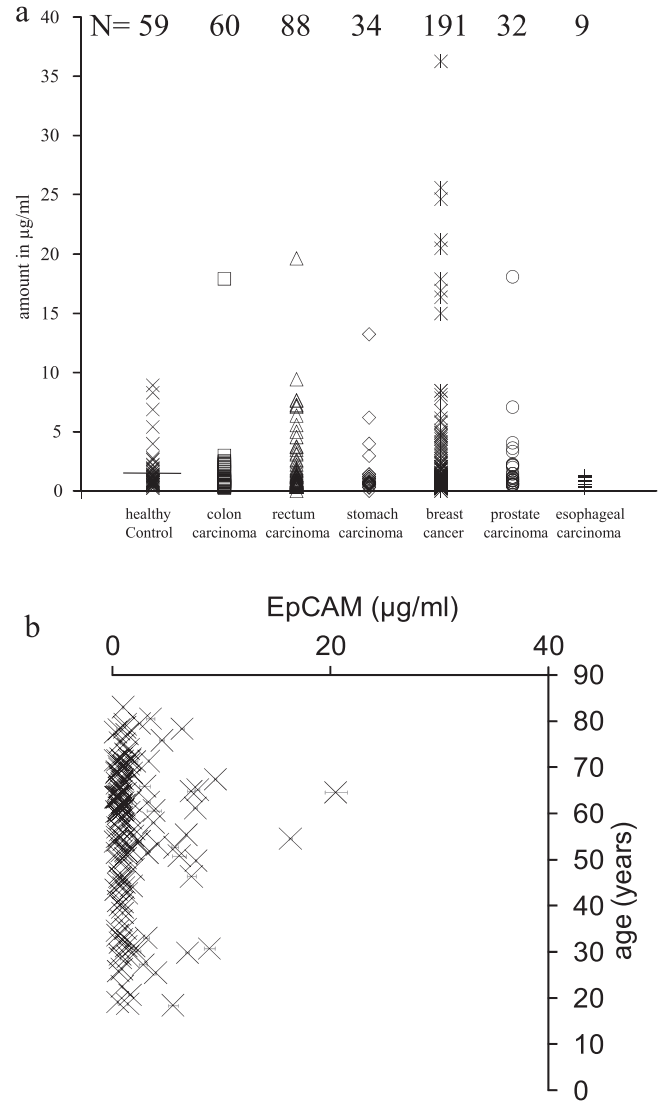 a
N= 59 60 88 34 191 32 9
40
35
30
25
20
15
10
5
0
amount in µg/ml
healthy Control
colon carcinoma
rectum carcinoma
stomach carcinoma
breast cancer
prostate carcinoma
esophageal carcinoma
b
EpCAM (µg/ml)
0 20 40
90
80
70
60
50
40
30
20
10
0
age (years)